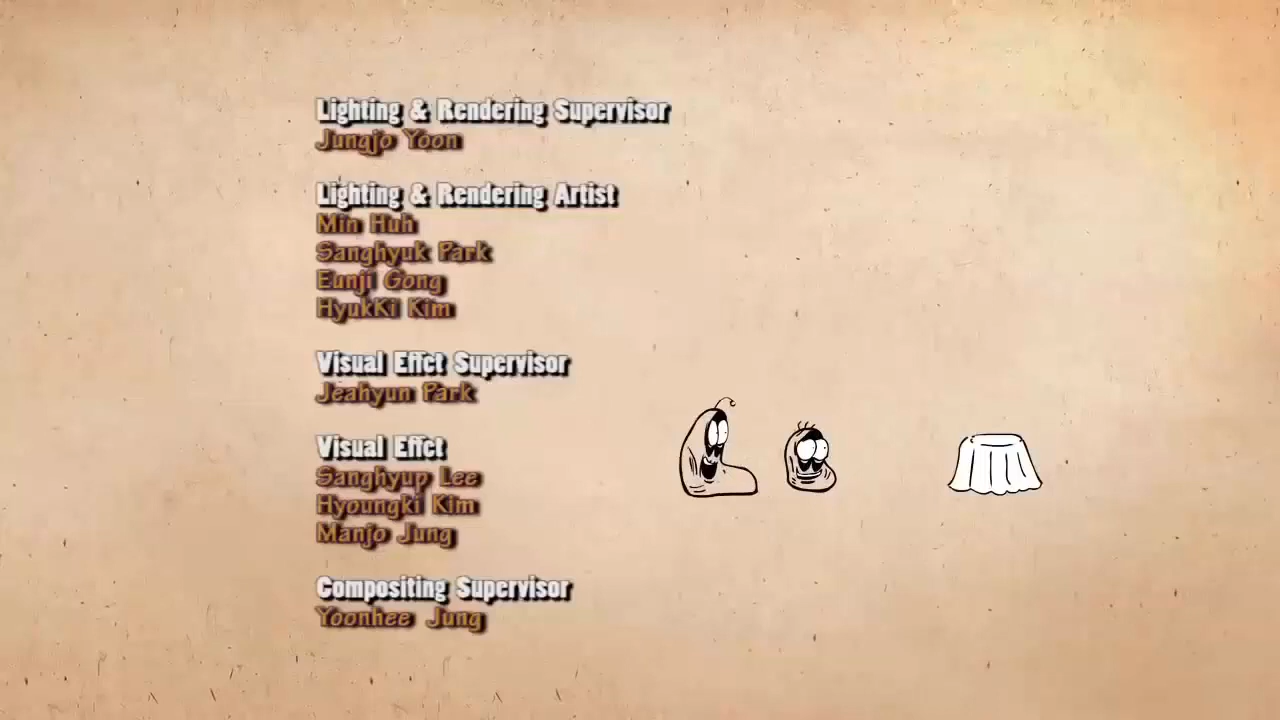 Lighting & Rendering Supervisor
Jungjo Yoon
Lighting & Rendering Artist
Min Huh
Sanghyuk Park
Eunji Gong
HyukKi Kim
Visual Effct Supervisor
Jeahyun Park
Visual Effct
Sanghyup Lee
Hyoungki Kim
Manjo Jung
Compositing Supervisor
Yoonhee Jung